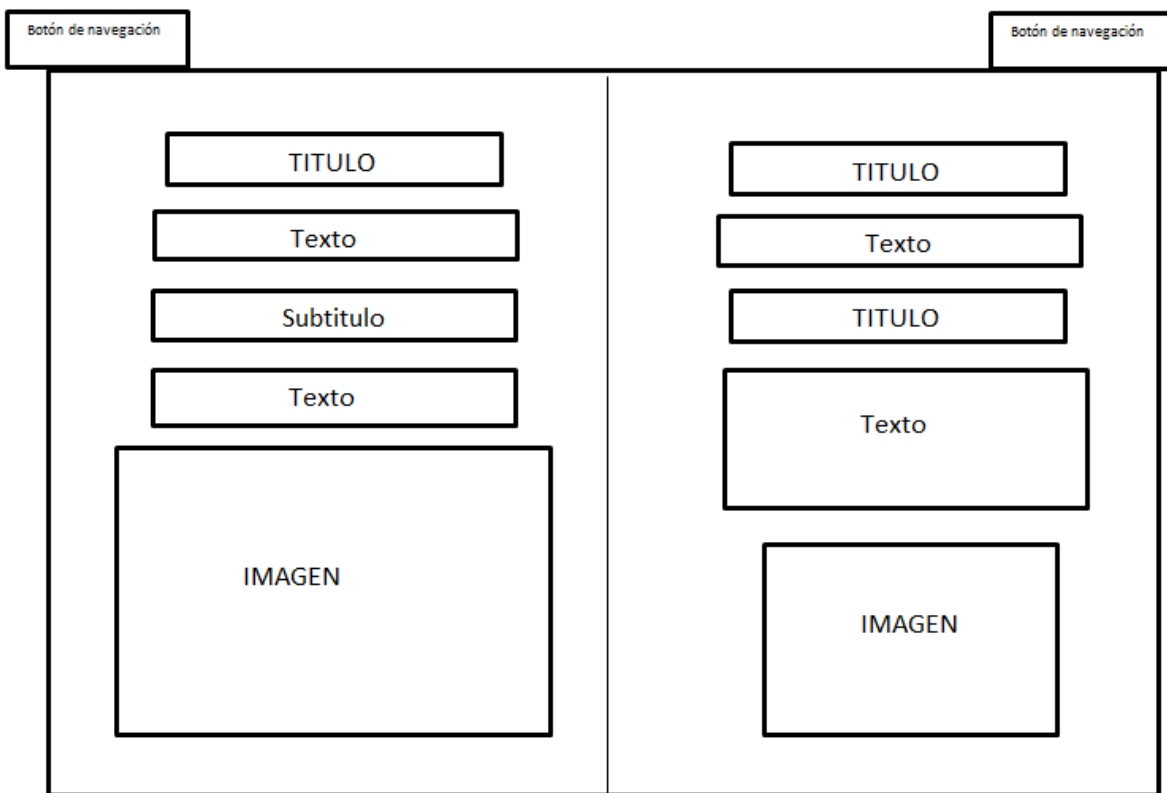 Botón de navegación
Botón de navegación
TITULO
Texto
Subtitulo
Texto
IMAGEN
TITULO
Texto
TITULO
Texto
IMAGEN